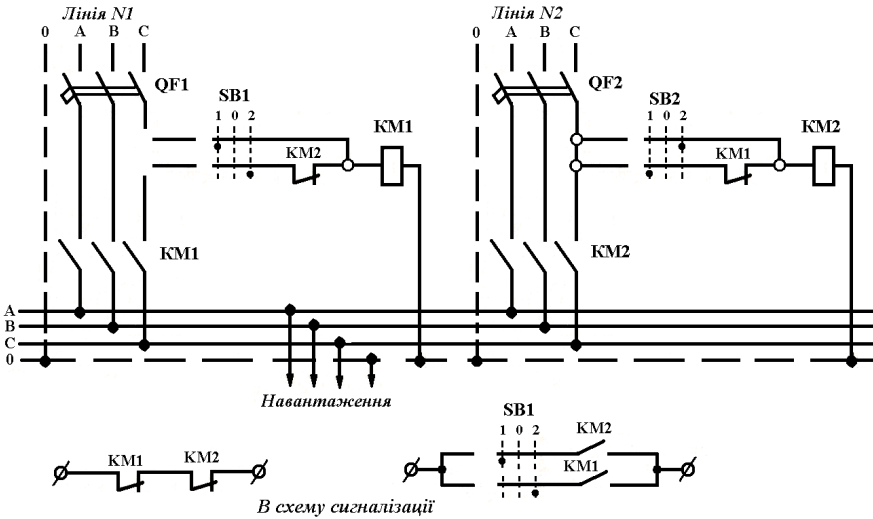 Лінія N1
Лінія N2
0 A B C
0 A B C
QF1
QF2
SB1
1 0 2
SB2
1 0 2
KM1
KM2
KM2
KM1
KM1
KM2
A
B
C
0
Навантаження
SB1
1 0 2
KM2
KM1 KM2
KM1
В схему сигналізації